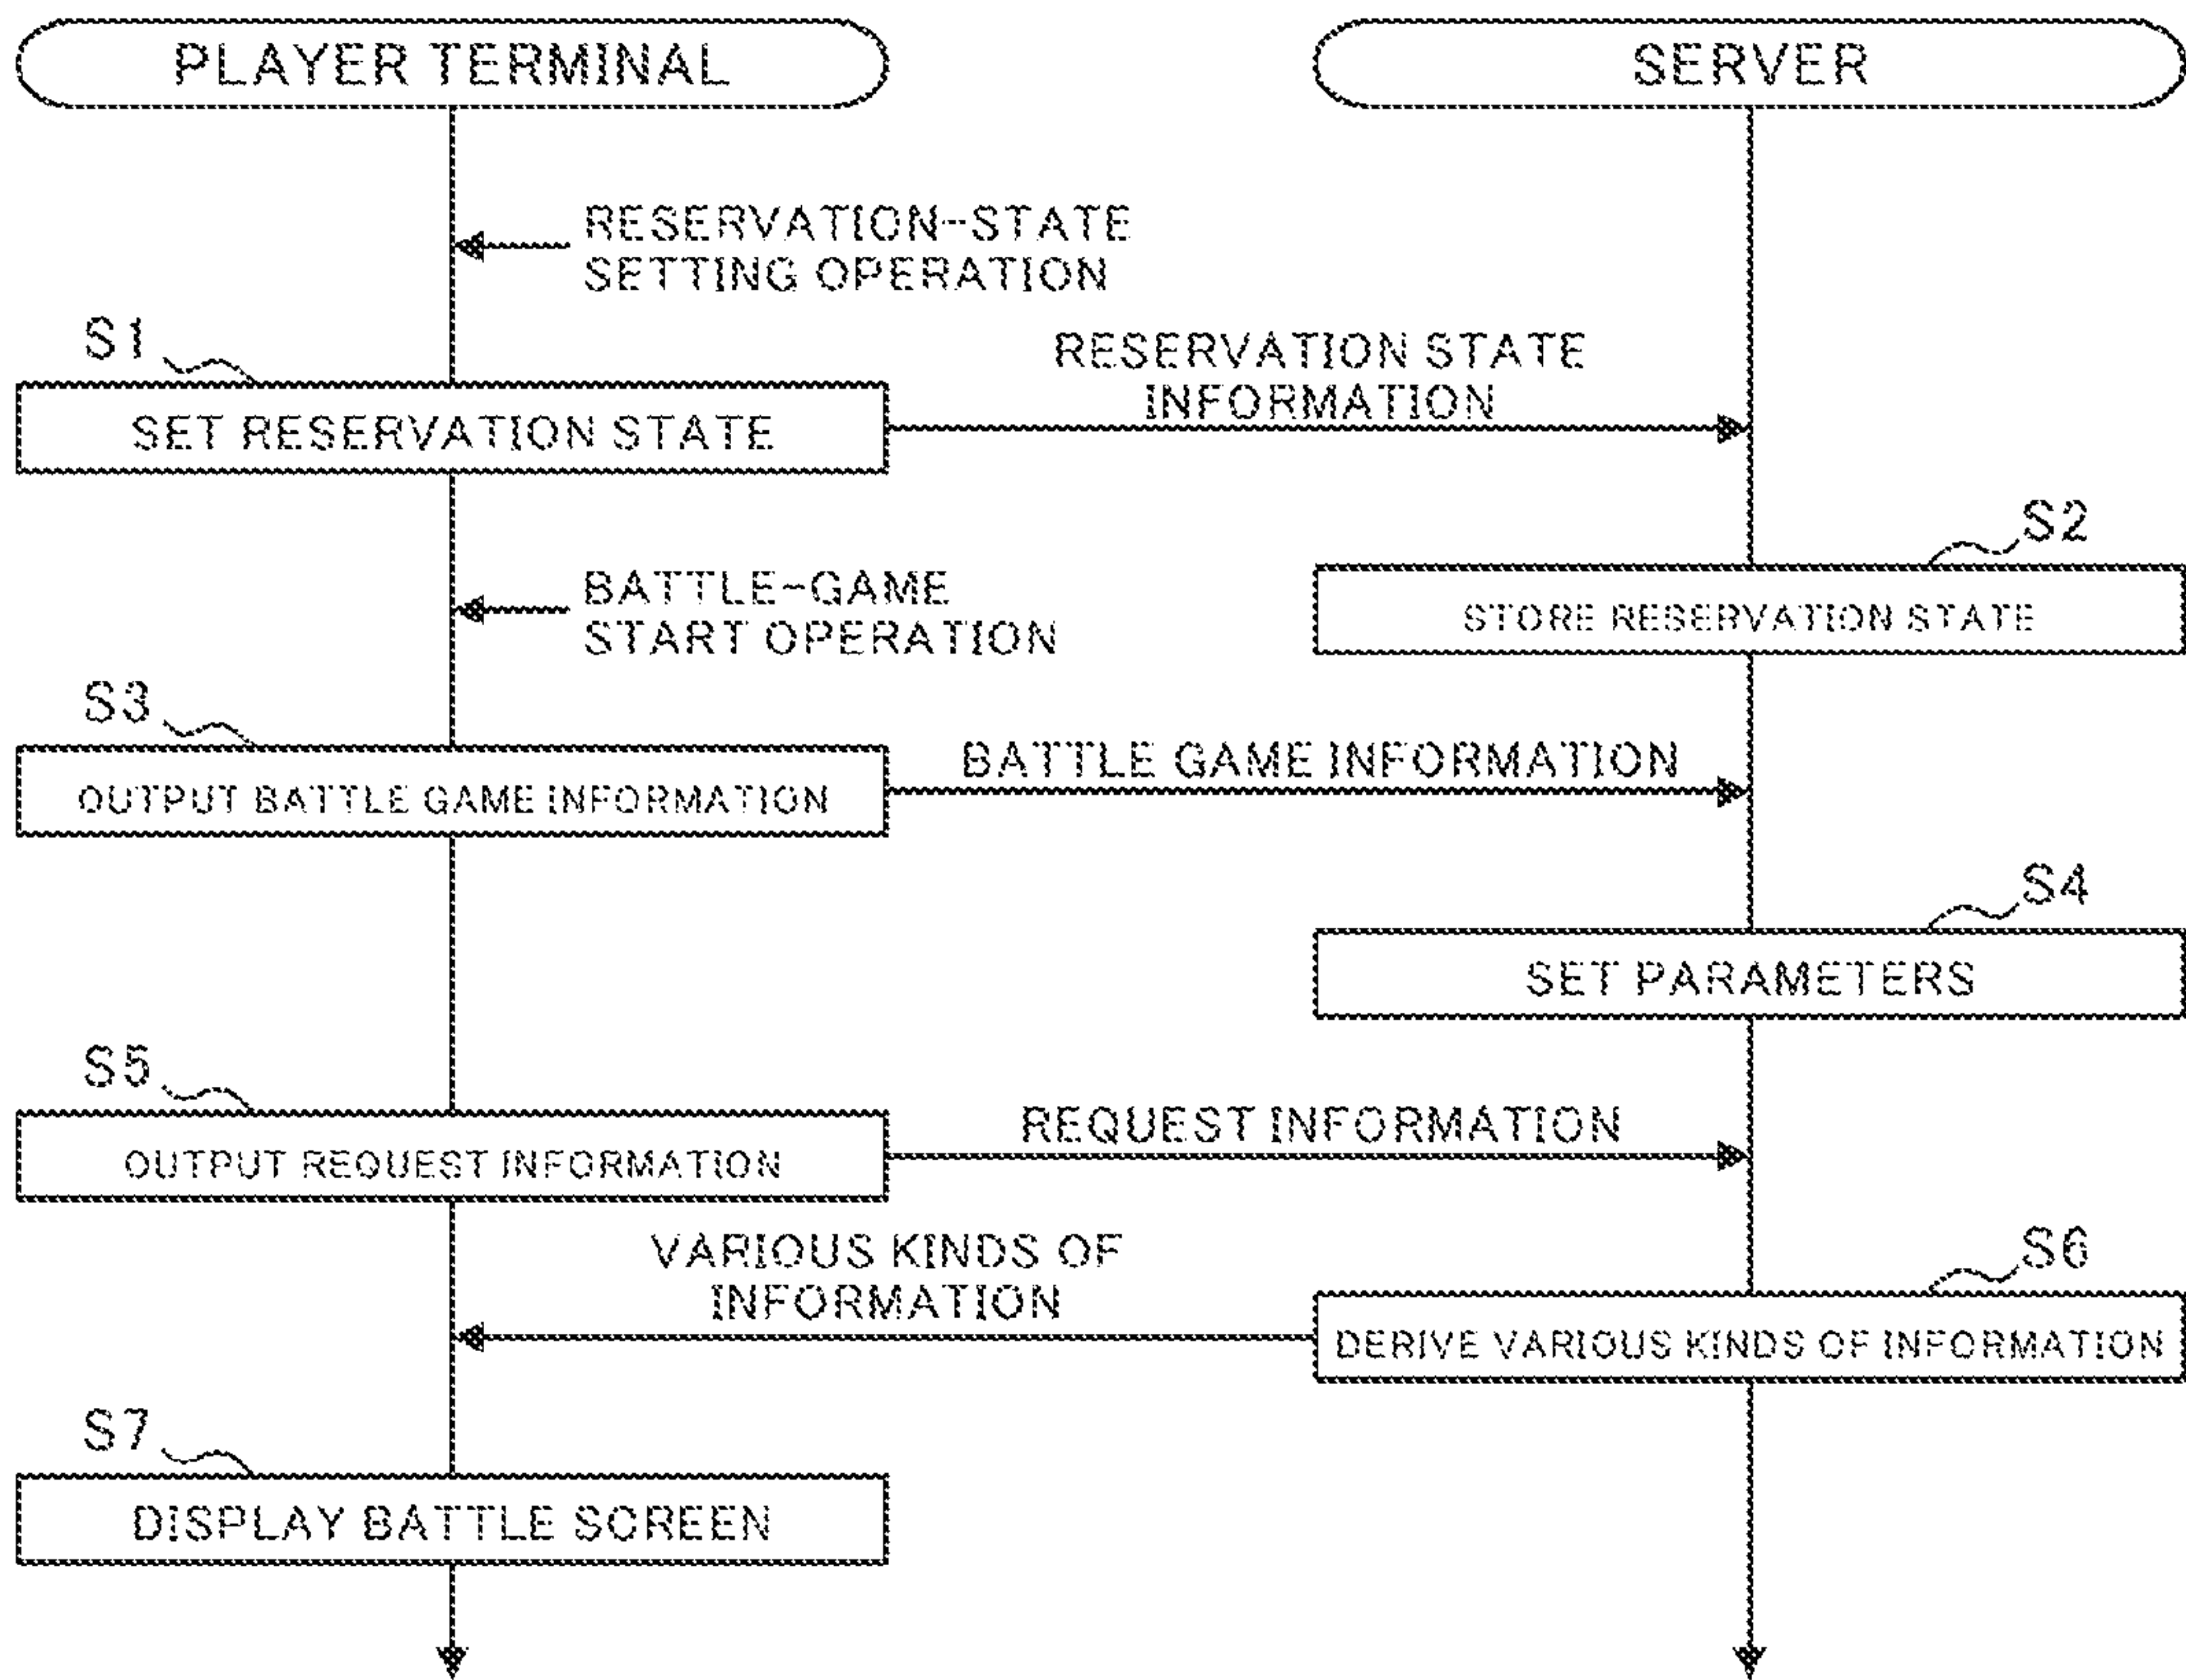 PLAYER TERMINAL
SERVER
RESERVATION-STATE
SETTING OPERATION
S1
RESERVATION STATE
INFORMATION
SET RESERVATION STATE
S2
BATTLE-GAME
START OPERATION
STORE RESERVATION STATE
S3
BATTLE GAME INFORMATION
OUTPUT BATTLE GAME INFORMATION
S4
SET PARAMETERS
S5
REQUEST INFORMATION
OUTPUT REQUEST INFORMATION
VARIOUS KINDS OF
INFORMATION
S6
DERIVE VARIOUS KINDS OF INFORMATION
S7
DISPLAY BATTLE SCREEN